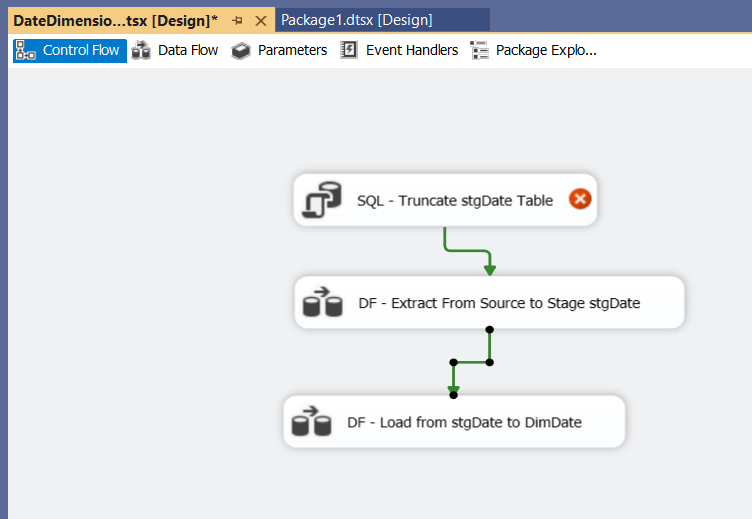 DateDimensio...tsx [Design]* Package1.dtsx [Design]
Control Flow Data Flow Parameters Event Handlers Package Explo...
SQL - Truncate stgDate Table
DF - Extract From Source to Stage stgDate
DF - Load from stgDate to DimDate